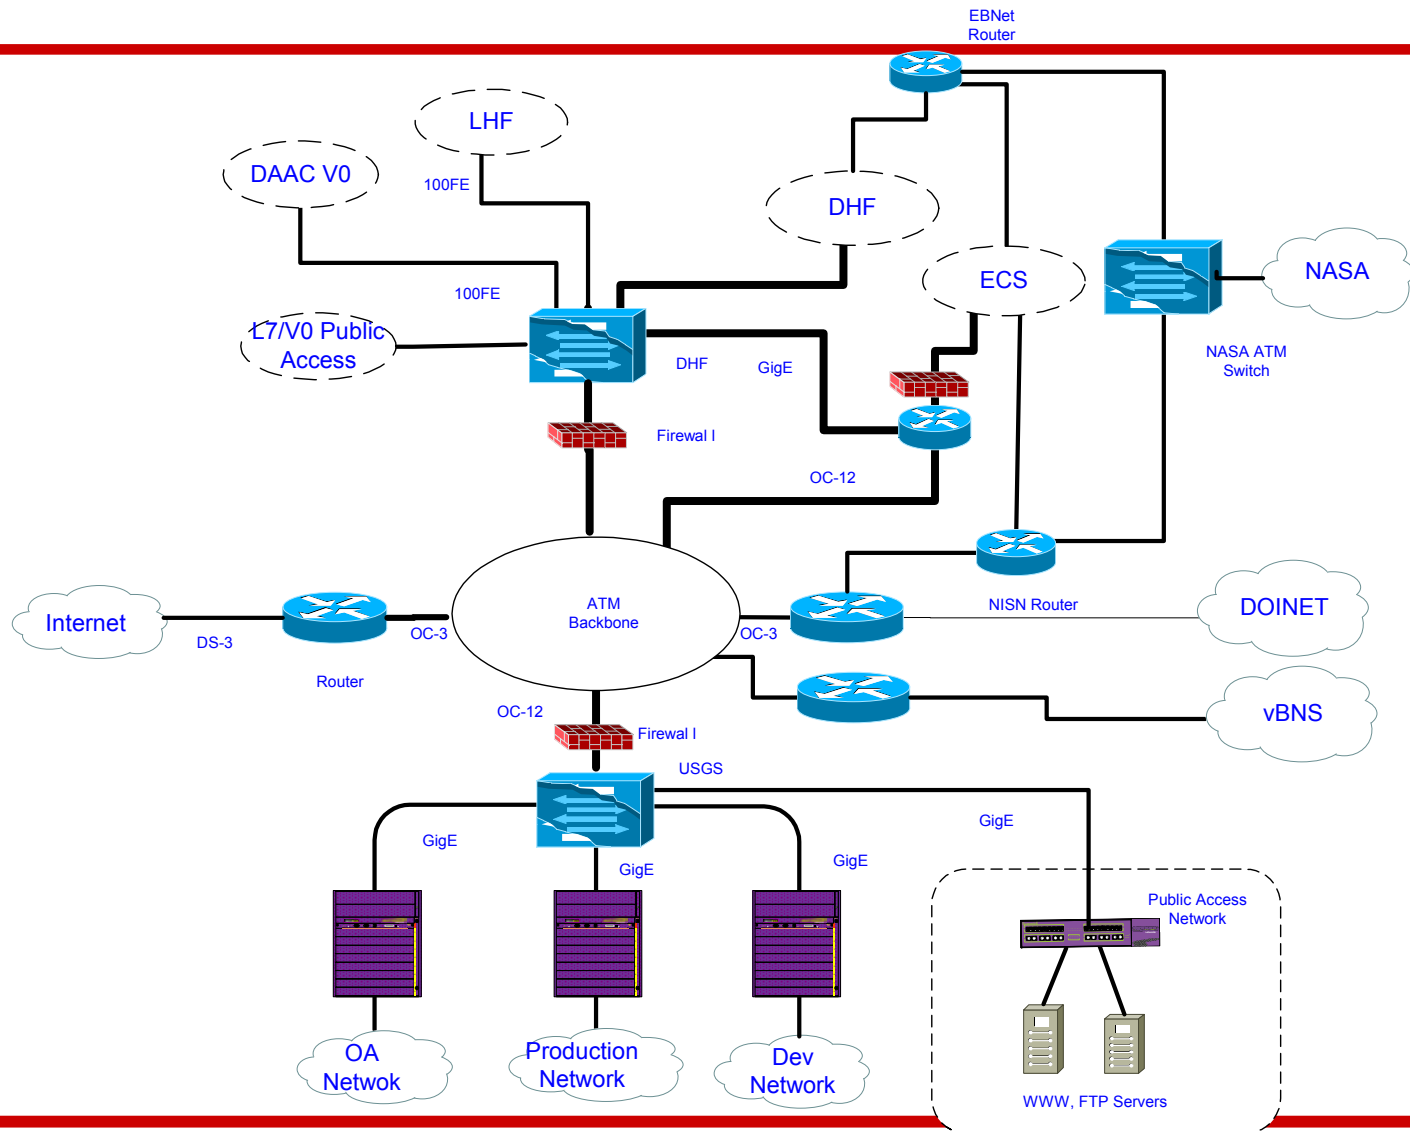 EBNet
Router
LHF
DAAC V0
100FE
DHF
ECS
NASA
100FE
L7/V0 Public
Access
DHF
GigE
NASA ATM
Switch
Firewal l
OC-12
ATM
Backbone
NISN Router
DOINET
Internet
DS-3
OC-3
OC-3
Router
OC-12
Firewal l
vBNS
USGS
GigE
GigE
GigE
GigE
Public Access
Network
OA
Netwok
Production
Network
Dev
Network
WWW, FTP Servers